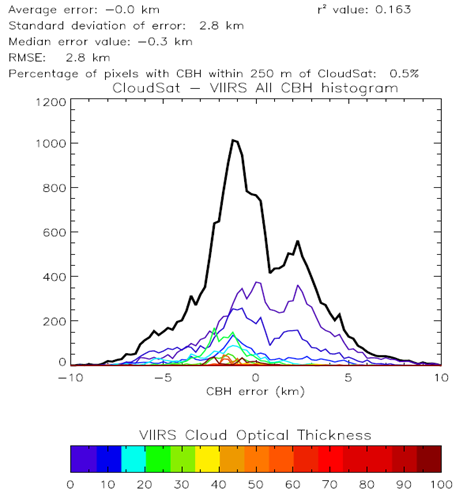 Average error: −0.0 km r² value: 0.163
Standard deviation of error: 2.8 km
Median error value: −0.3 km
RMSE: 2.8 km
Percentage of pixels with CBH within 250 m of CloudSat: 0.5%
CloudSat − VIIRS All CBH histogram
1200
1000
800
600
400
200
0
−10 −5 0 5 10
CBH error (km)
VIIRS Cloud Optical Thickness
0 10 20 30 40 50 60 70 80 90 100